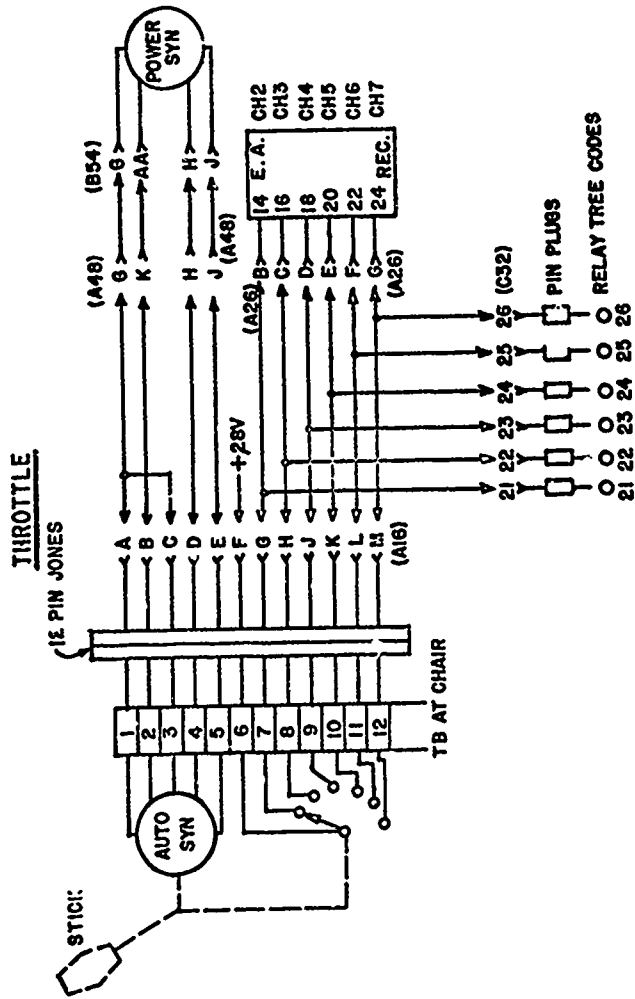 THROTTLE
STICK
AUTO
SYN
1
2
3
4
5
6
7
8
9
10
11
12
TB AT CHAIR
12 PIN JONES
A
B
C
D
E
F
G
H
J
K
L
M
(A16)
+28V
(A48)
G
K
H
J
(A48)
(B54)
G
AA
H
J
POWER
SYN
(A26)
B
C
D
E
F
G
(A26)
14 E. A.
16
18
20
22
24 REC.
CH2
CH3
CH4
CH5
CH6
CH7
21 22 23 24 25 26 (C52)
PIN PLUGS
RELAY TREE CODES
21 22 23 24 25 26